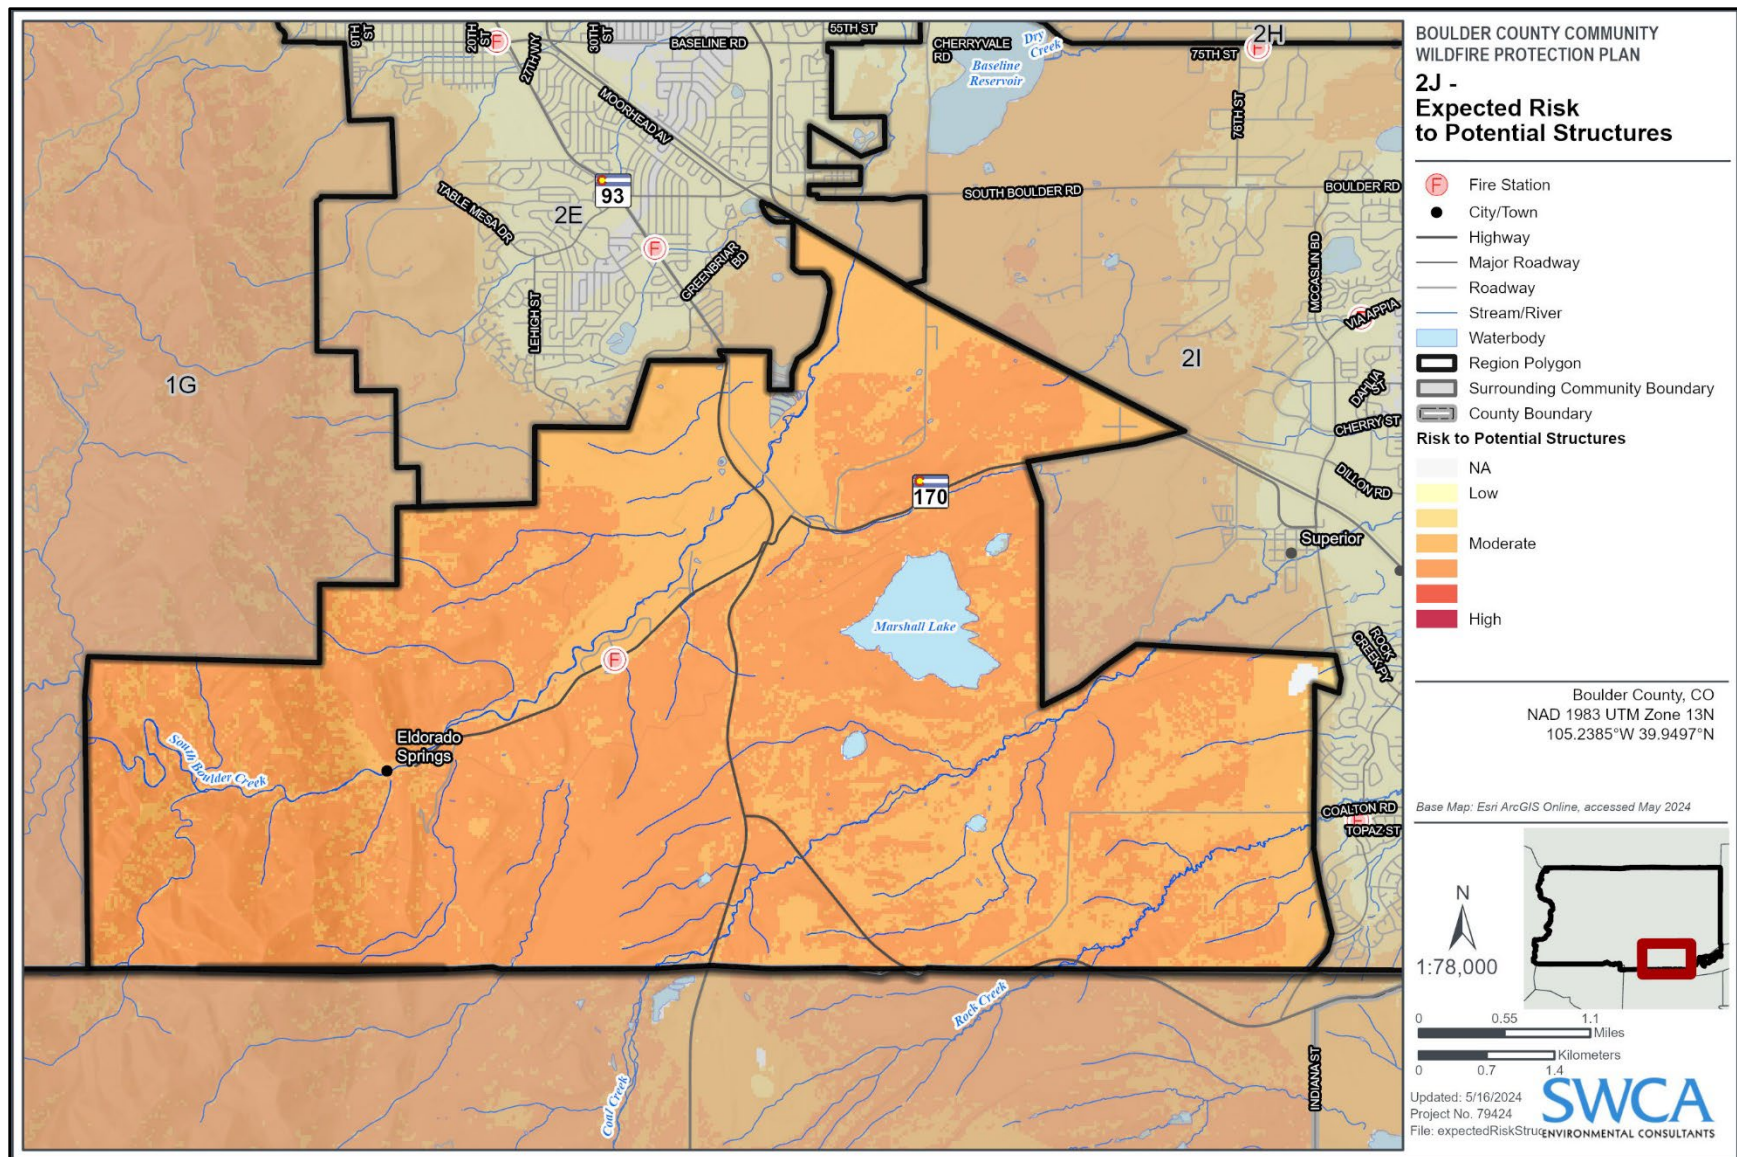 BOULDER COUNTY COMMUNITY
WILDFIRE PROTECTION PLAN
2J -
Expected Risk
to Potential Structures
F
Fire Station
City/Town
Highway
Major Roadway
Roadway
Stream/River
Waterbody
Region Polygon
Surrounding Community Boundary
County Boundary
Risk to Potential Structures
NA
Low
Moderate
High
Boulder County, CO
NAD 1983 UTM Zone 13N
105.2385°W 39.9497°N
Base Map: Esri ArcGIS Online, accessed May 2024
N
1:78,000
0 0.55 1.1
Miles
Kilometers
0 0.7 1.4
Updated: 5/16/2024
Project No. 79424
File: expectedRiskStruc
SWCA
ENVIRONMENTAL CONSULTANTS
9TH
ST
20TH
ST
F
27TH WY
30TH
ST
BASELINE RD
55TH ST
CHERRYVALE
RD
Dry
Creek
Baseline
Reservoir
2H
F
75TH ST
76TH ST
MOORHEAD AV
93
2E
TABLE MESA DR
F
GREENBRIAR
BD
LEHIGH ST
SOUTH BOULDER RD
BOULDER RD
MCCASLIN BD
VIA APPIA
2I
1G
DAHLIA
ST
CHERRY ST
DILLON RD
170
Superior
Marshall Lake
F
ROCK
CREEK PY
Eldorado
Springs
South Boulder Creek
COALTON RD
F
TOPAZ ST
Rock Creek
Coal Creek
INDIANA ST